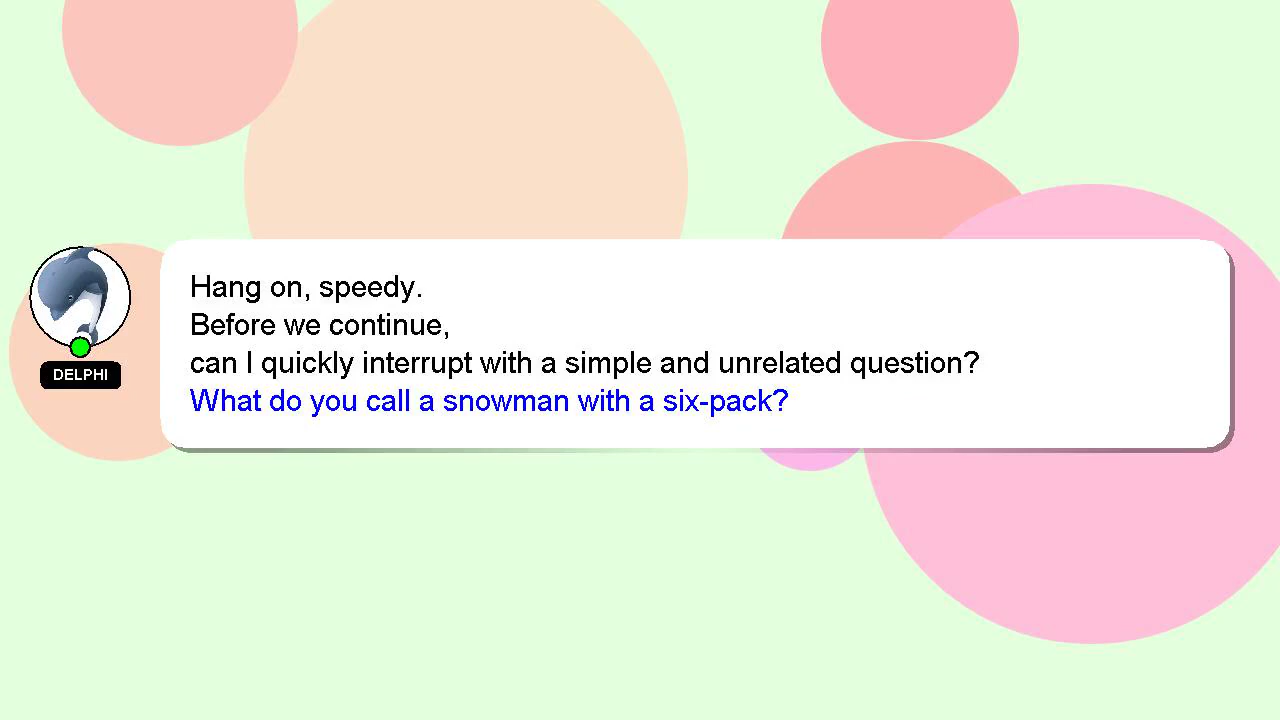 Hang on, speedy.
Before we continue,
can I quickly interrupt with a simple and unrelated question?
What do you call a snowman with a six-pack?
DELPHI